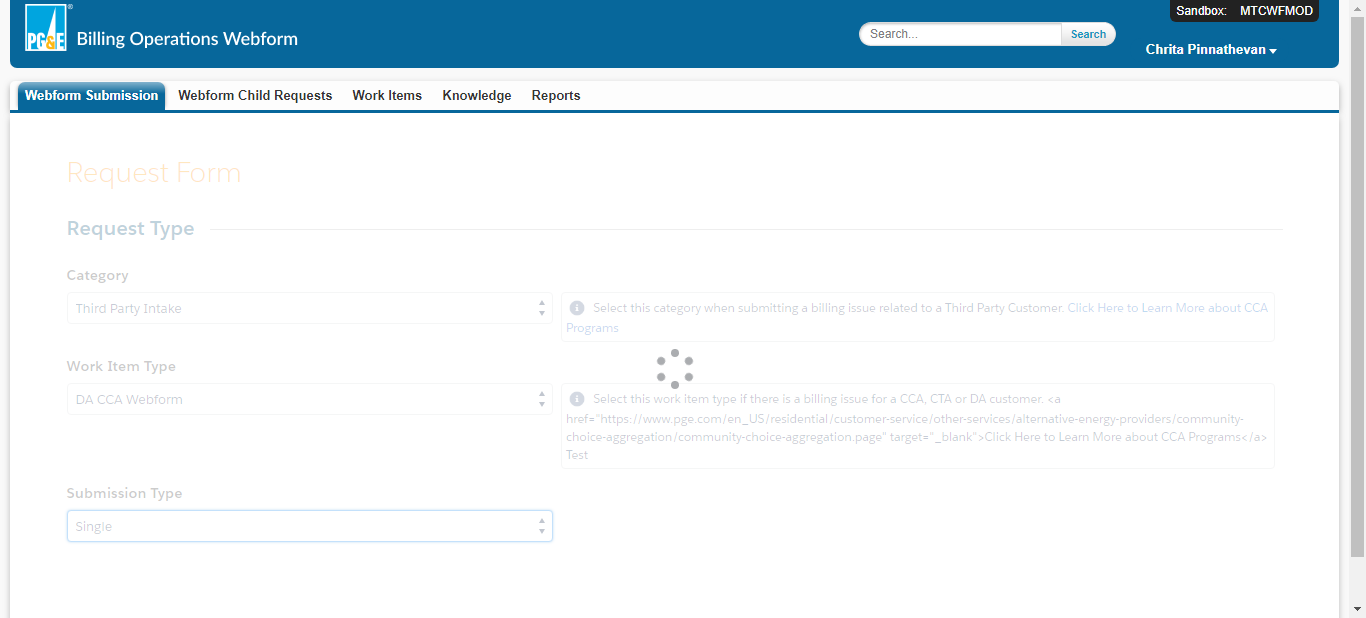 Sandbox: MTCWFMOD
PG&E ® Billing Operations Webform
Search... Search
Chrita Pinnathevan
Webform Submission Webform Child Requests Work Items Knowledge Reports
Request Form
Request Type
Category
Third Party Intake
Select this category when submitting a billing issue related to a Third Party Customer. Click Here to Learn More about CCA
Programs
Work Item Type
DA CCA Webform
Select this work item type if there is a billing issue for a CCA, CTA or DA customer. <a
href="https://www.pge.com/en_US/residential/customer-service/other-services/alternative-energy-providers/community-
choice-aggregation/community-choice-aggregation.page" target="_blank">Click Here to Learn More about CCA Programs</a>
Test
Submission Type
Single